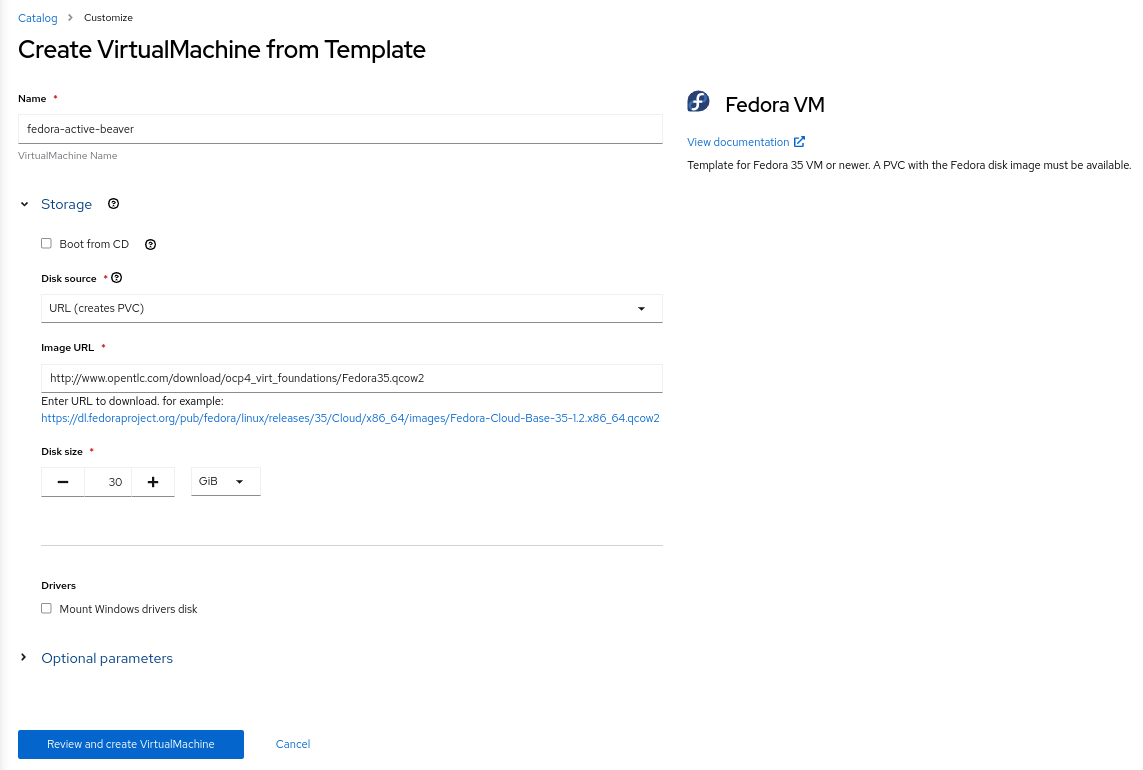 Catalog > Customize
Create VirtualMachine from Template
Name *
fedora-active-beaver
VirtualMachine Name
Fedora VM
View documentation
Template for Fedora 35 VM or newer. A PVC with the Fedora disk image must be available.
Storage
Boot from CD
Disk source *
URL (creates PVC)
Image URL *
http://www.opentlc.com/download/ocp4_virt_foundations/Fedora35.qcow2
Enter URL to download. for example:
https://dl.fedoraproject.org/pub/fedora/linux/releases/35/Cloud/x86_64/images/Fedora-Cloud-Base-35-1.2.x86_64.qcow2
Disk size *
30 GiB
Drivers
Mount Windows drivers disk
Optional parameters
Review and create VirtualMachine Cancel